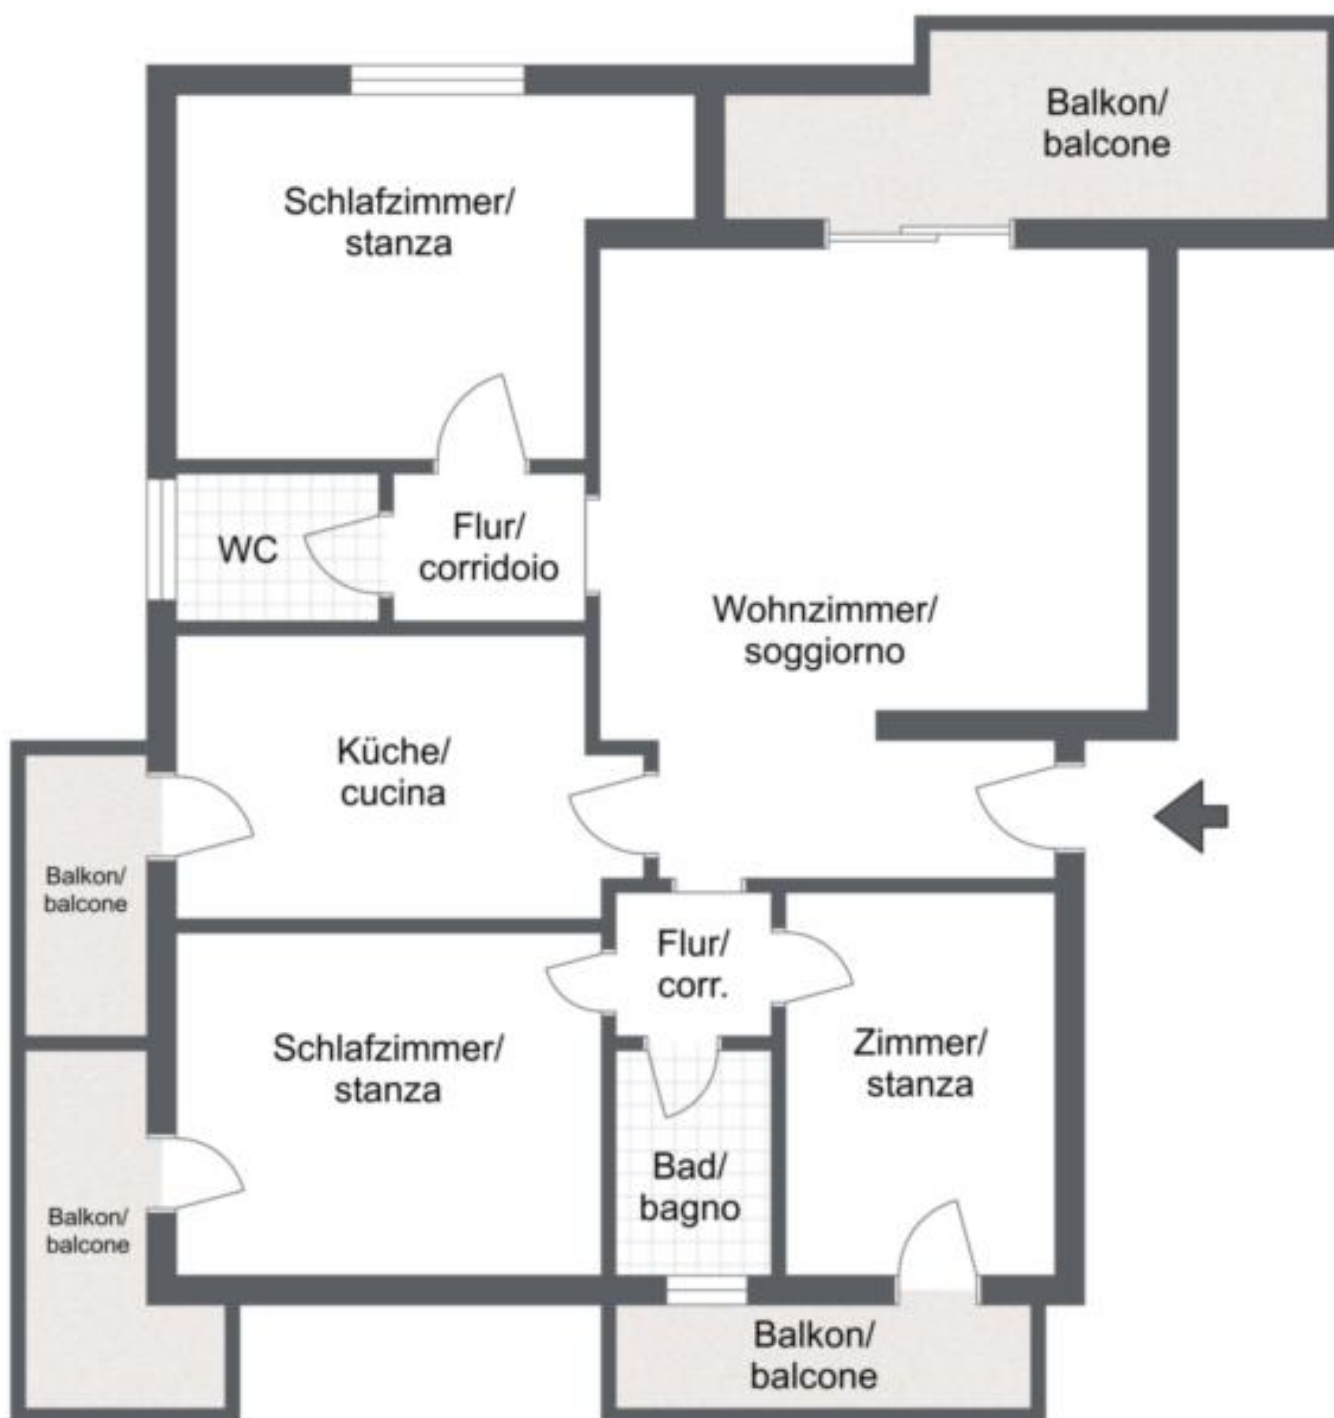 Balkon/
balcone
Schlafzimmer/
stanza
WC
Flur/
corridoio
Wohnzimmer/
soggiorno
Küche/
cucina
Balkon/
balcone
Flur/
corr.
Schlafzimmer/
stanza
Zimmer/
stanza
Bad/
bagno
Balkon/
balcone
Balkon/
balcone